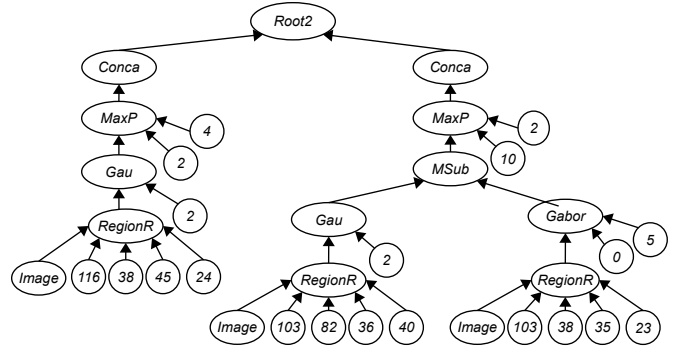 Root2
Conca Conca
MaxP MaxP
4 2
2 10
Gau MSub
2
RegionR Gau Gabor
5
2 0
Image 116 38 45 24 RegionR RegionR
Image 103 82 36 40 Image 103 38 35 23